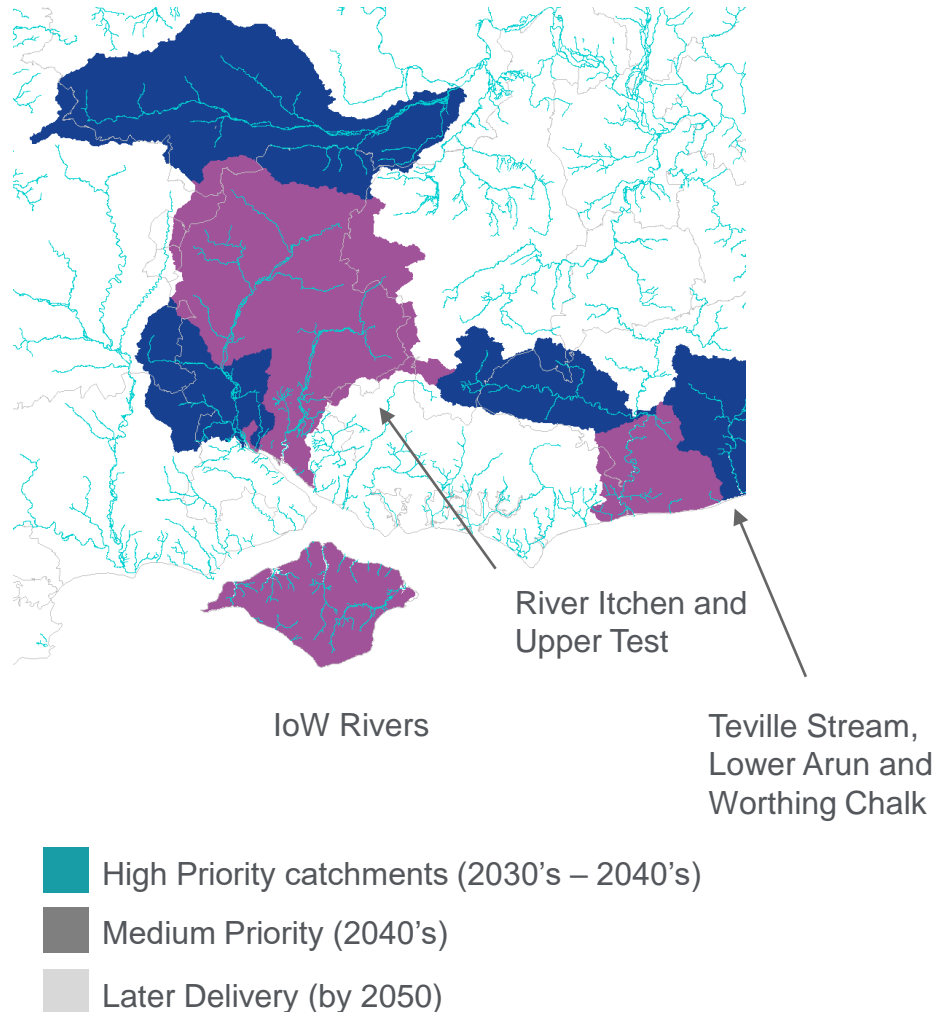 River Itchen and
Upper Test
IoW Rivers
Teville Stream,
Lower Arun and
Worthing Chalk
High Priority catchments (2030's – 2040's)
Medium Priority (2040's)
Later Delivery (by 2050)